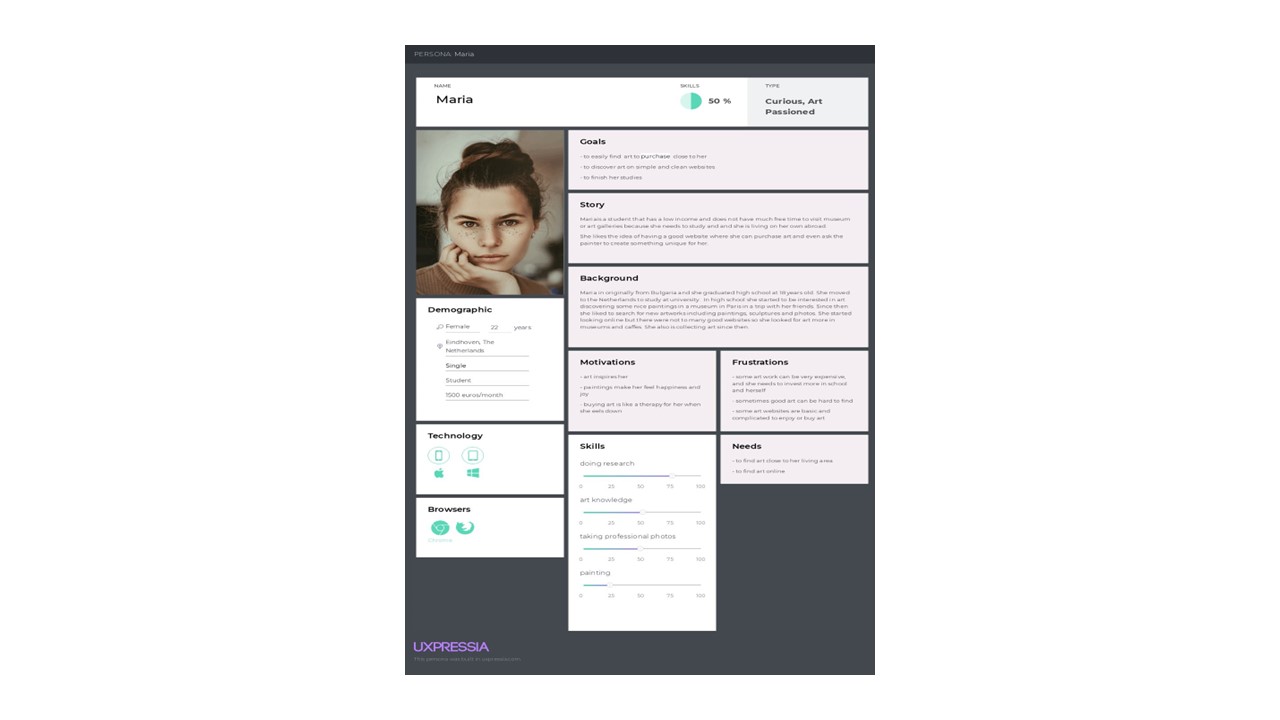 PERSONA: Maria
NAME
Maria
SKILLS
50 %
TYPE
Curious, Art
Passioned
Goals
- to easily find art to purchase close to her
- to discover art on simple and clean websites
- to finish her studies
Story
Maria is a student that has a low income and does not have much free time to visit museum
or art galleries because she needs to study and and she is living on her own abroad.
She likes the idea of having a good website where she can purchase art and even ask the
painter to create something unique for her.
Background
Maria in originally from Bulgaria and she graduated high school at 18 years old. She moved
to the Netherlands to study at university. In high school she started to be interested in art
discovering some nice paintings in a museum in Paris in a trip with her friends. Since then
she liked to search for new artworks including paintings, sculptures and photos. She started
looking online but there were not to many good websites so she looked for art more in
museums and caffes. She also is collecting art since then.
Demographic
Female 22 years
Eindhoven, The
Netherlands
Single
Student
1500 euros/month
Technology
Browsers
Chrome
Motivations
- art inspires her
- paintings make her feel happiness and
joy
- buying art is like a therapy for her when
she eels down
Frustrations
- some art work can be very expensive,
and she needs to invest more in school
and herself
- sometimes good art can be hard to find
- some art websites are basic and
complicated to enjoy or buy art
Skills
doing research
0 25 50 75 100
art knowledge
0 25 50 75 100
taking professional photos
0 25 50 75 100
painting
0 25 50 75 100
Needs
- to find art close to her living area
- to find art online
UXPRESSIA
This persona was built in uxpressia.com